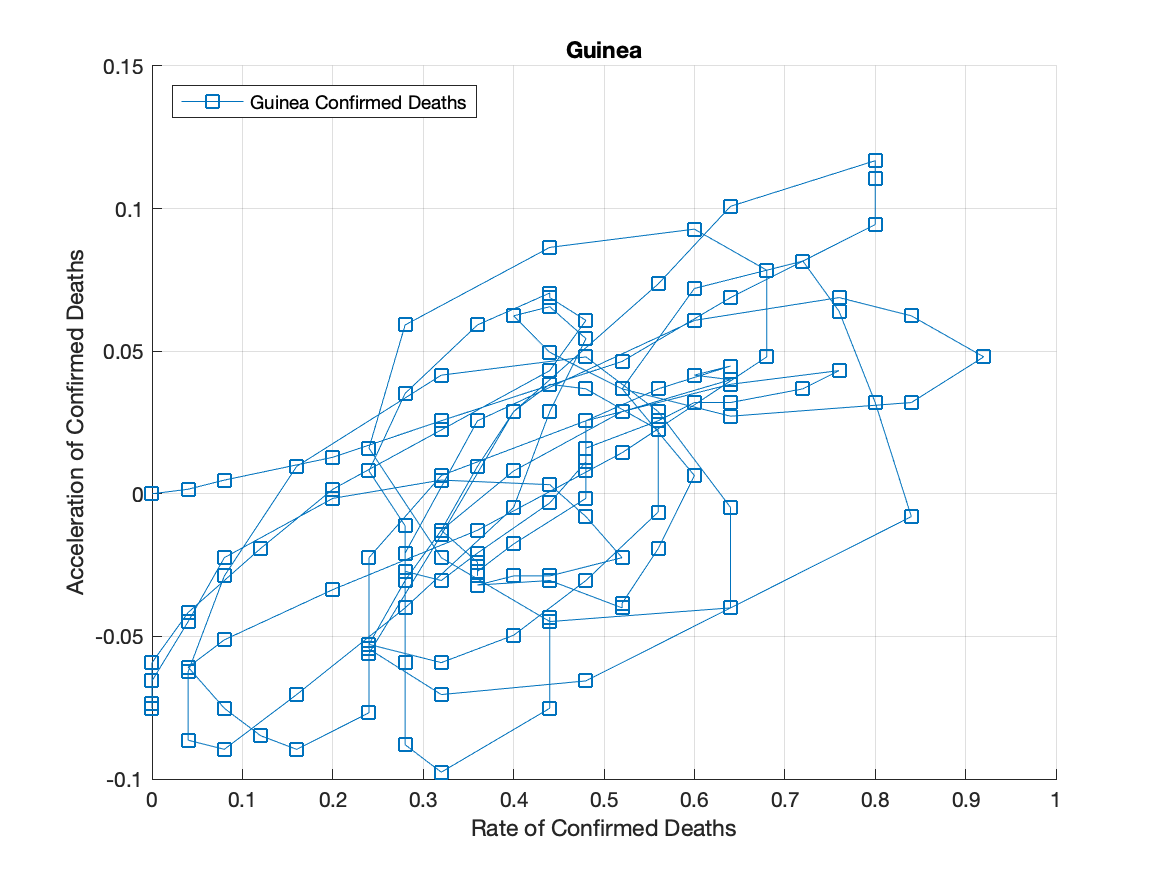 Guinea
Guinea Confirmed Deaths
0.15
0.1
0.05
0
-0.05
-0.1
Acceleration of Confirmed Deaths
0 0.1 0.2 0.3 0.4 0.5 0.6 0.7 0.8 0.9 1
Rate of Confirmed Deaths